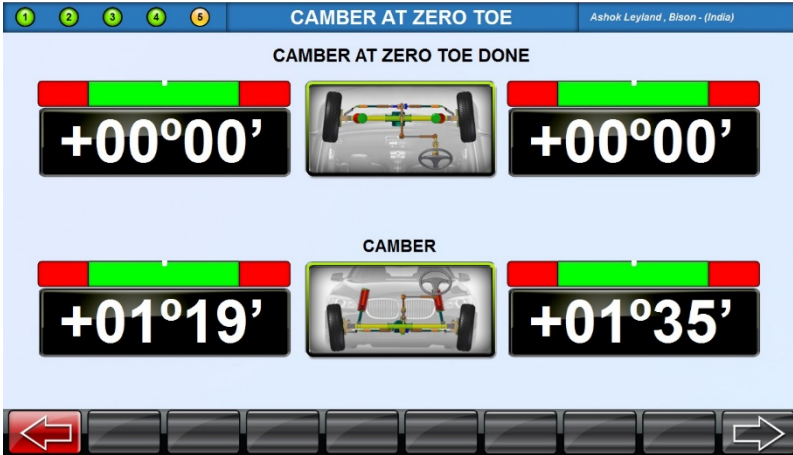 1 2 3 4 5 CAMBER AT ZERO TOE Ashok Leyland , Bison - (India)
CAMBER AT ZERO TOE DONE
+00º00’ +00º00’
CAMBER
+01º19’ +01º35’